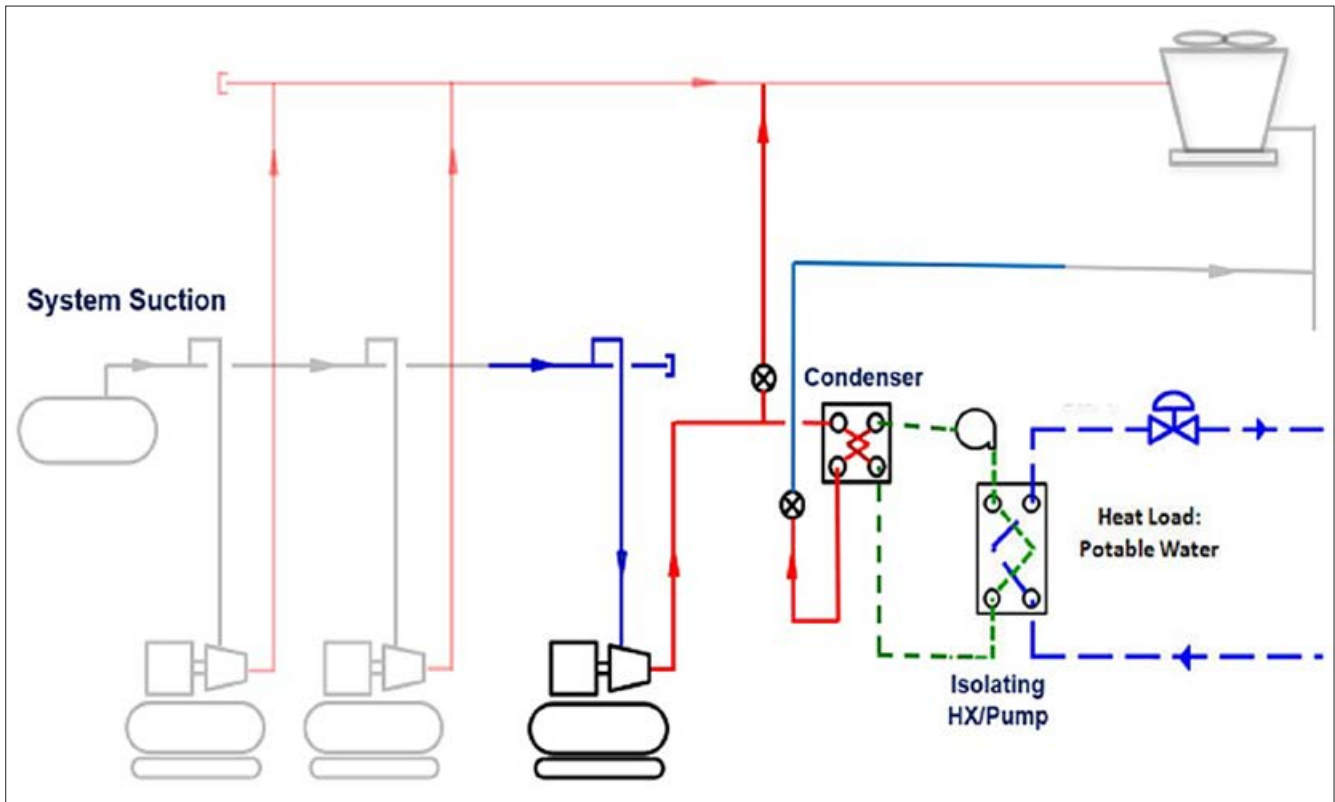 System Suction
Condenser
Heat Load:
Potable Water
Isolating
HX/Pump